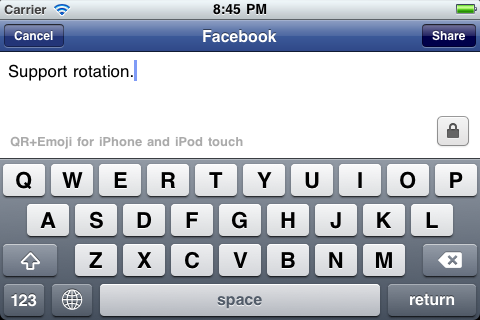 Carrier 8:45 PM
Cancel Facebook Share
Support rotation.
QR+Emoji for iPhone and iPod touch
Q W E R T Y U I O P
A S D F G H J K L
Z X C V B N M
123 space return